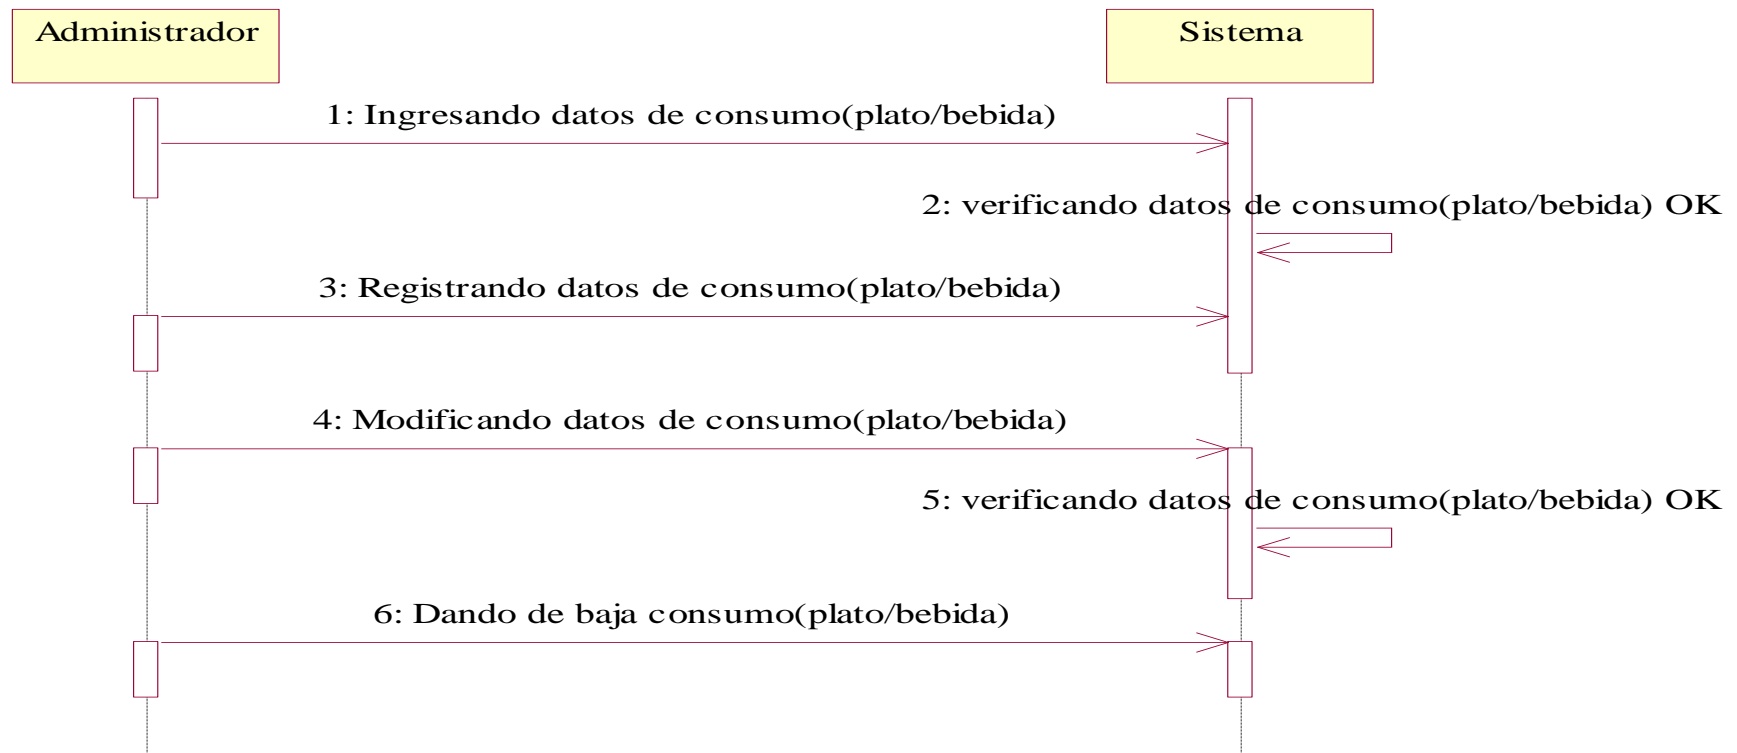 Administrador
Sistema
1: Ingresando datos de consumo(plato/bebida)
2: verificando datos de consumo(plato/bebida) OK
3: Registrando datos de consumo(plato/bebida)
4: Modificando datos de consumo(plato/bebida)
5: verificando datos de consumo(plato/bebida) OK
6: Dando de baja consumo(plato/bebida)